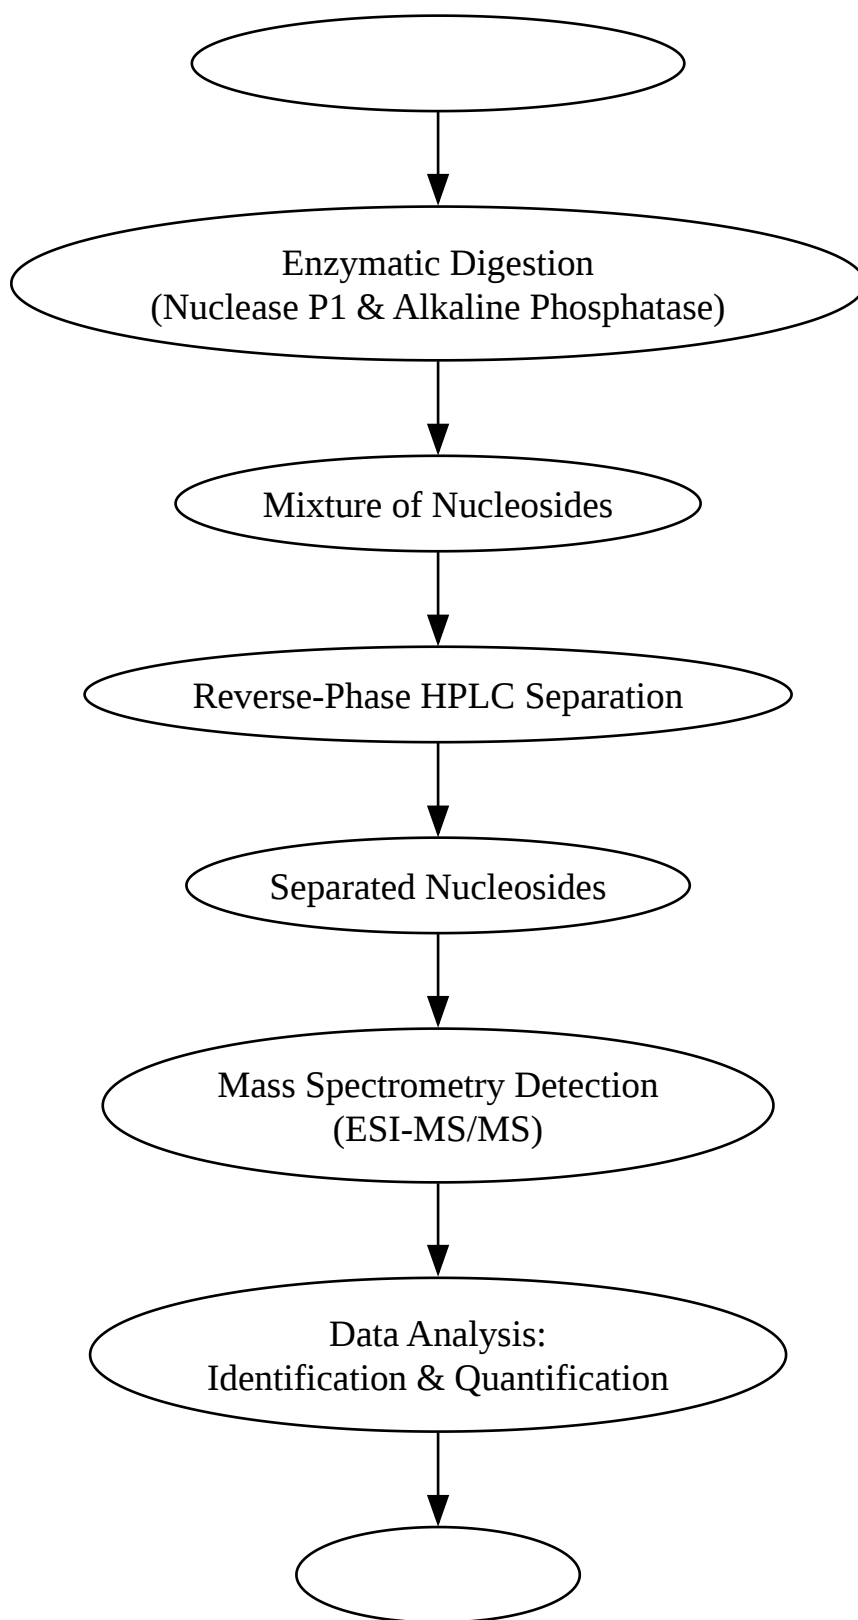 Enzymatic Digestion
(Nuclease P1 & Alkaline Phosphatase)
Mixture of Nucleosides
Reverse-Phase HPLC Separation
Separated Nucleosides
Mass Spectrometry Detection
(ESI-MS/MS)
Data Analysis:
Identification & Quantification